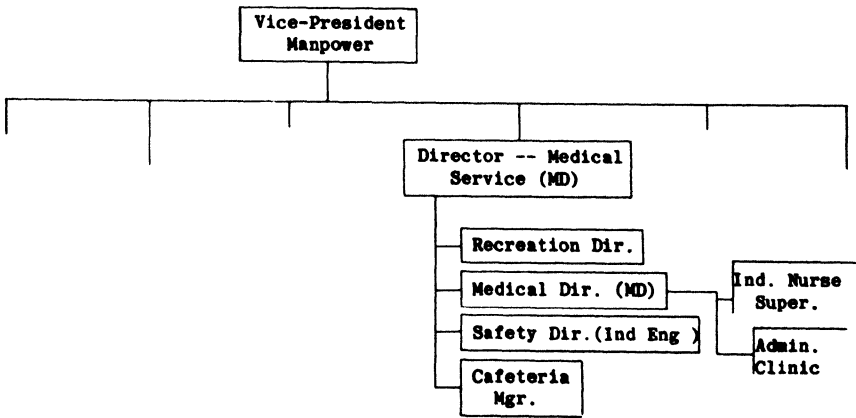 Vice-President
Manpower
Director -- Medical
Service (MD)
Recreation Dir.
Medical Dir. (MD)
Ind. Nurse
Super.
Safety Dir.(Ind Eng )
Admin.
Clinic
Cafeteria
Mgr.